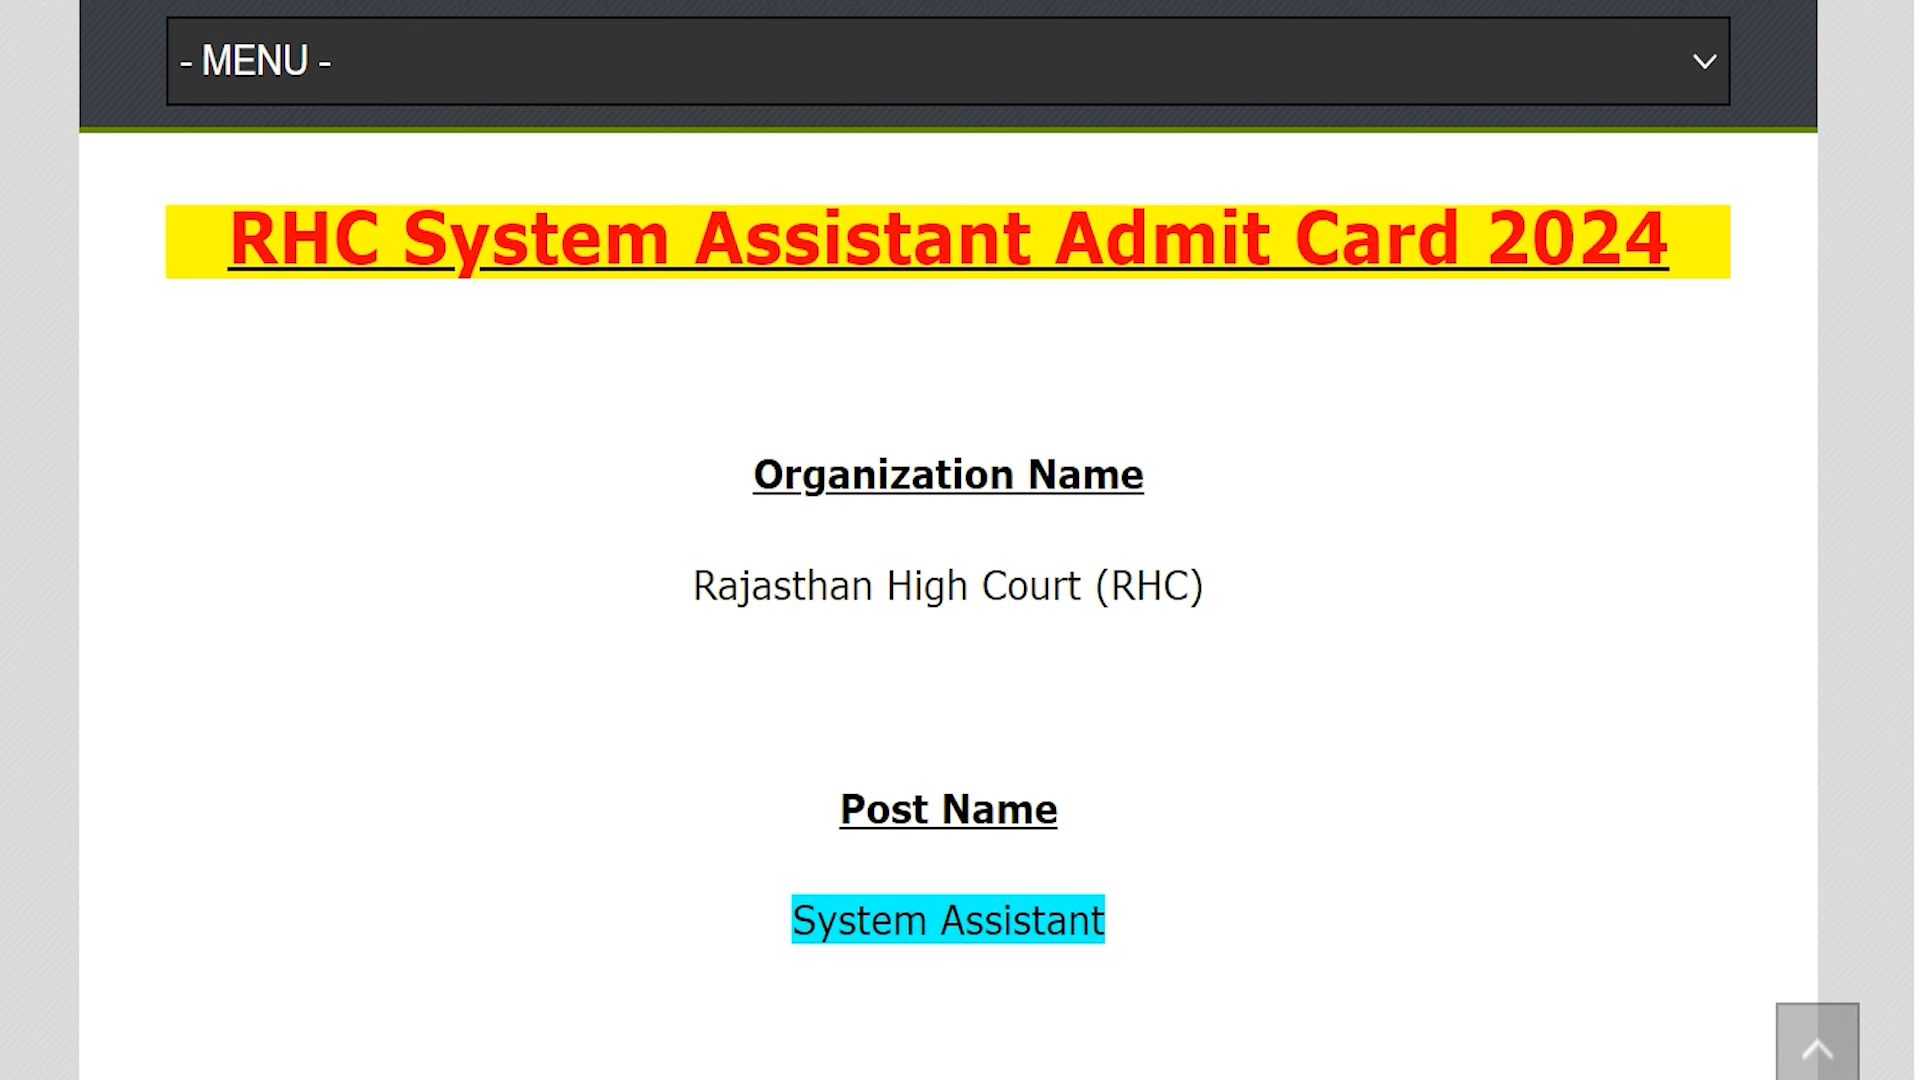 - MENU -
RHC System Assistant Admit Card 2024
Organization Name
Rajasthan High Court (RHC)
Post Name
System Assistant